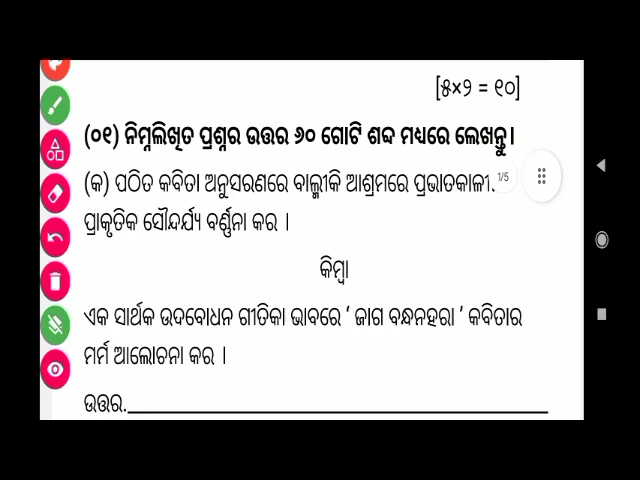 [୫×୨ = ୧୦]
(୦୧) ନିମ୍ନଲିଖିତ ପ୍ରଶ୍ନର ଉତ୍ତର ୬୦ ଗୋଟି ଶବ୍ଦ ମଧ୍ୟରେ ଲେଖନ୍ତୁ।
(କ) ପଠିତ କବିତା ଅନୁସରଣରେ ବାଲ୍ମୀକି ଆଶ୍ରମରେ 1/5
ପ୍ରାକୃତିକ ସୌନ୍ଦର୍ଯ୍ୟ ବର୍ଣ୍ଣନା କର ।
କିମ୍ବା
ଏକ ସାର୍ଥକ ଉଦବୋଧନ ଗୀତିକା ଭାବରେ ‘ ଜାଗ ବନ୍ଧନହରା ’ କବିତାର
ମର୍ମ ଆଲୋଚନା କର ।
ଉତ୍ତର.